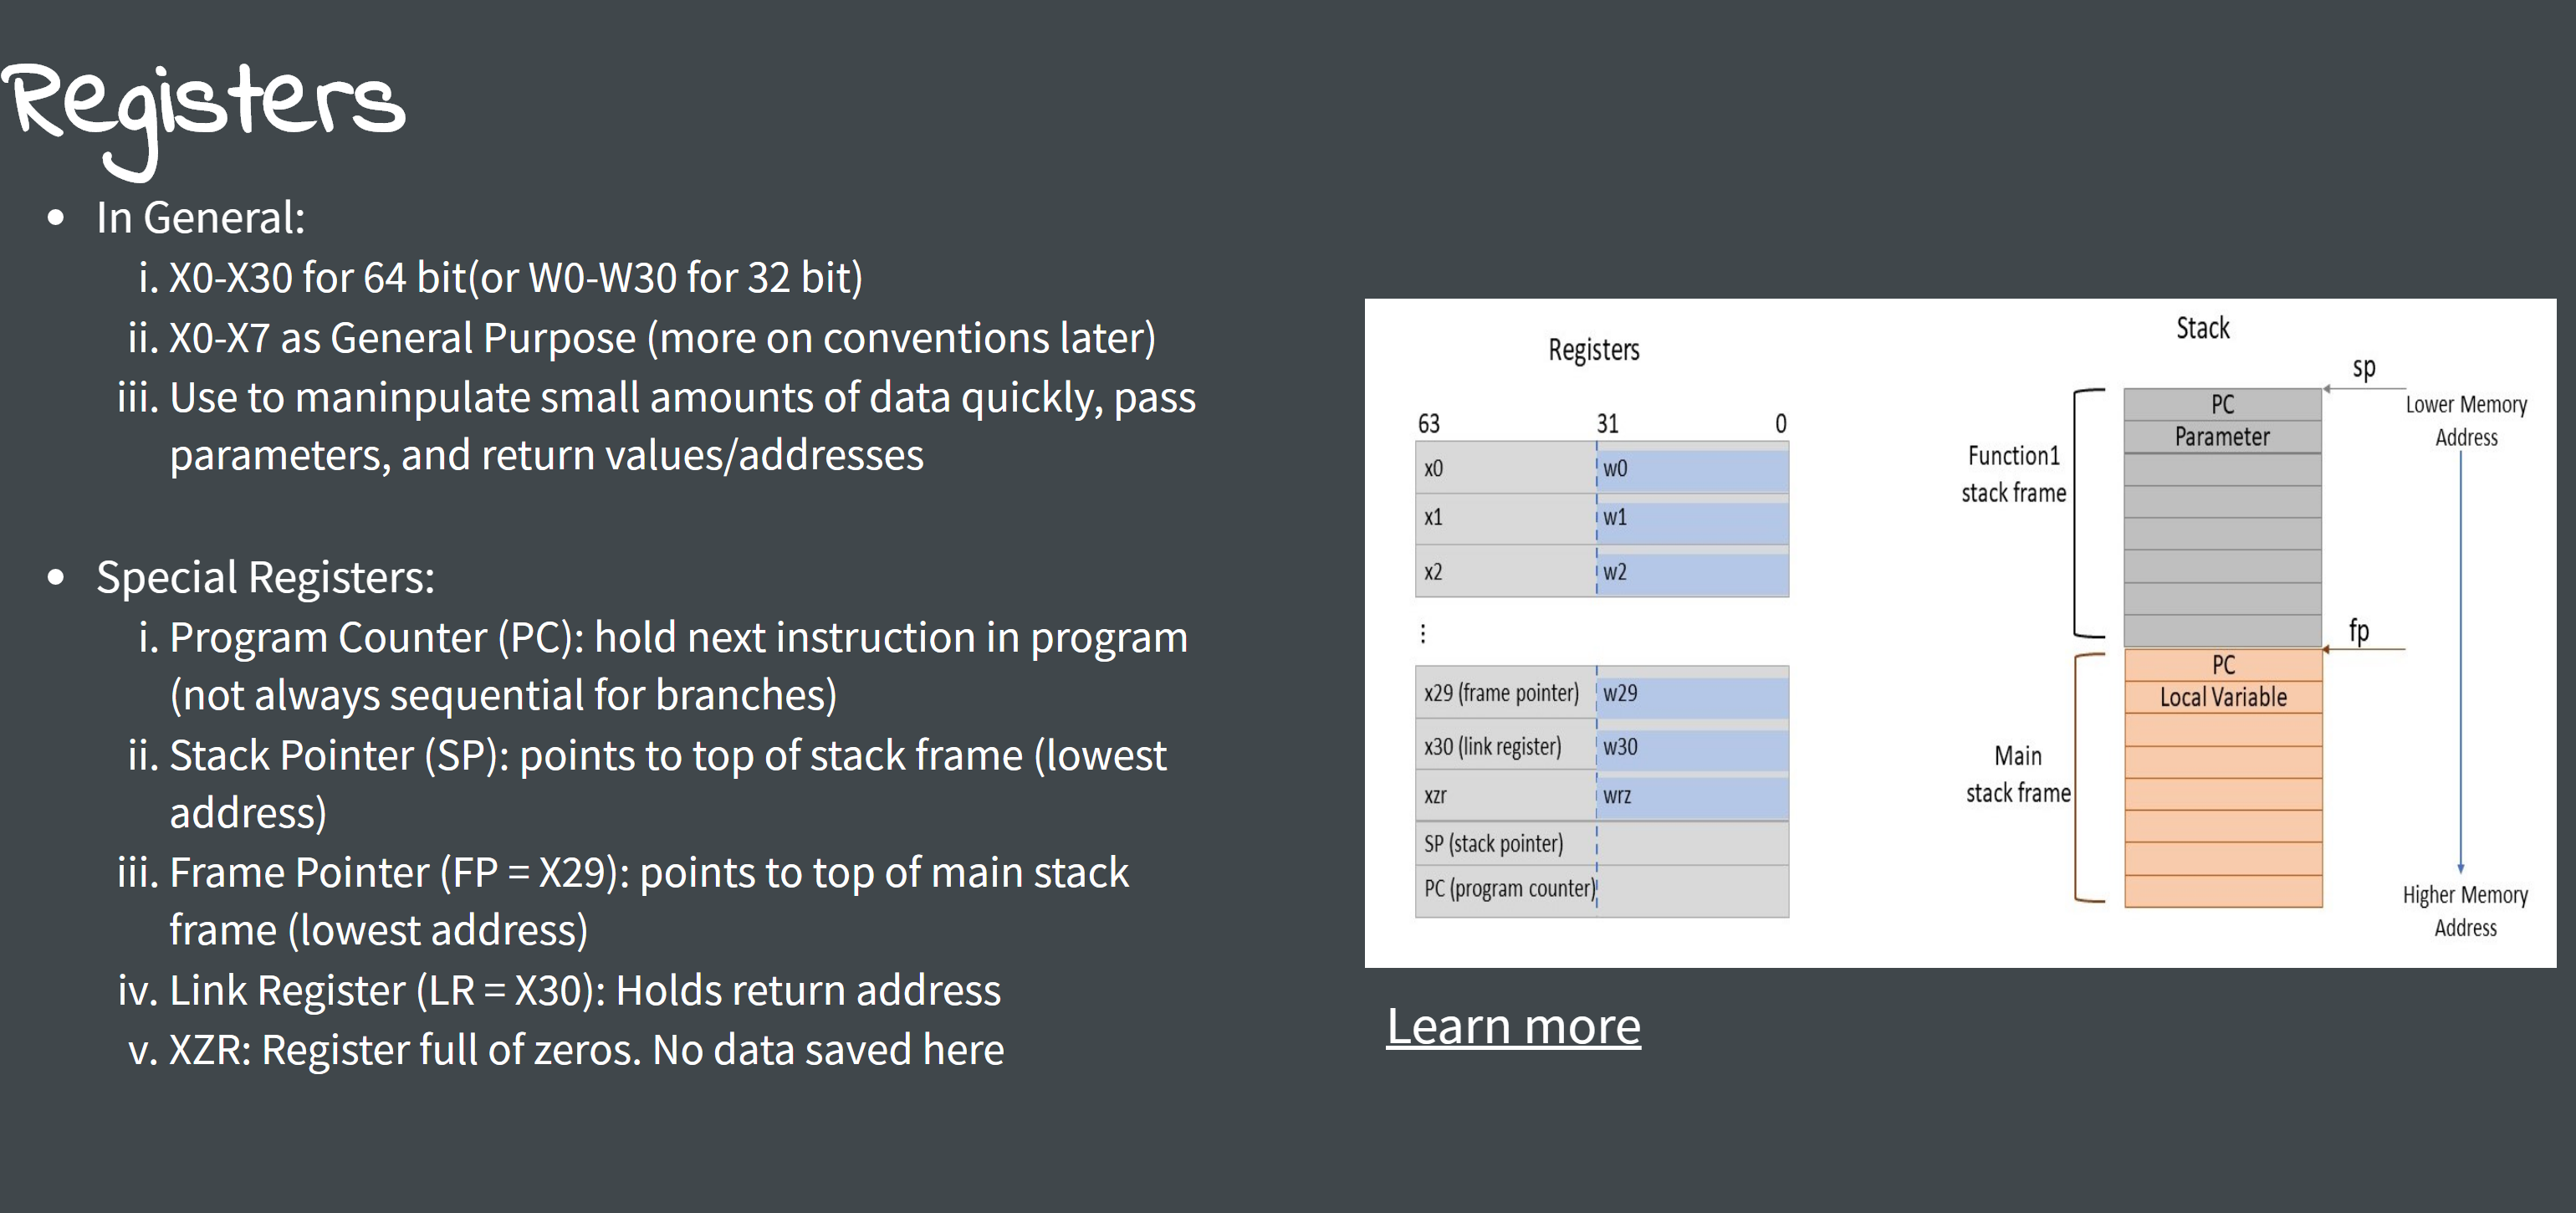 Registers
• In General:
i. X0-X30 for 64 bit(or W0-W30 for 32 bit)
ii. X0-X7 as General Purpose (more on conventions later)
iii. Use to maninpulate small amounts of data quickly, pass
parameters, and return values/addresses
• Special Registers:
i. Program Counter (PC): hold next instruction in program
(not always sequential for branches)
ii. Stack Pointer (SP): points to top of stack frame (lowest
address)
iii. Frame Pointer (FP = X29): points to top of main stack
frame (lowest address)
iv. Link Register (LR = X30): Holds return address
v. XZR: Register full of zeros. No data saved here
Registers
63 31 0
x0 w0
x1 w1
x2 w2
⋮
x29 (frame pointer) w29
x30 (link register) w30
xzr wrz
SP (stack pointer)
PC (program counter)
Stack
sp
PC
Parameter
Lower Memory
Address
Function1
stack frame
fp
PC
Local Variable
Main
stack frame
Higher Memory
Address
Learn more